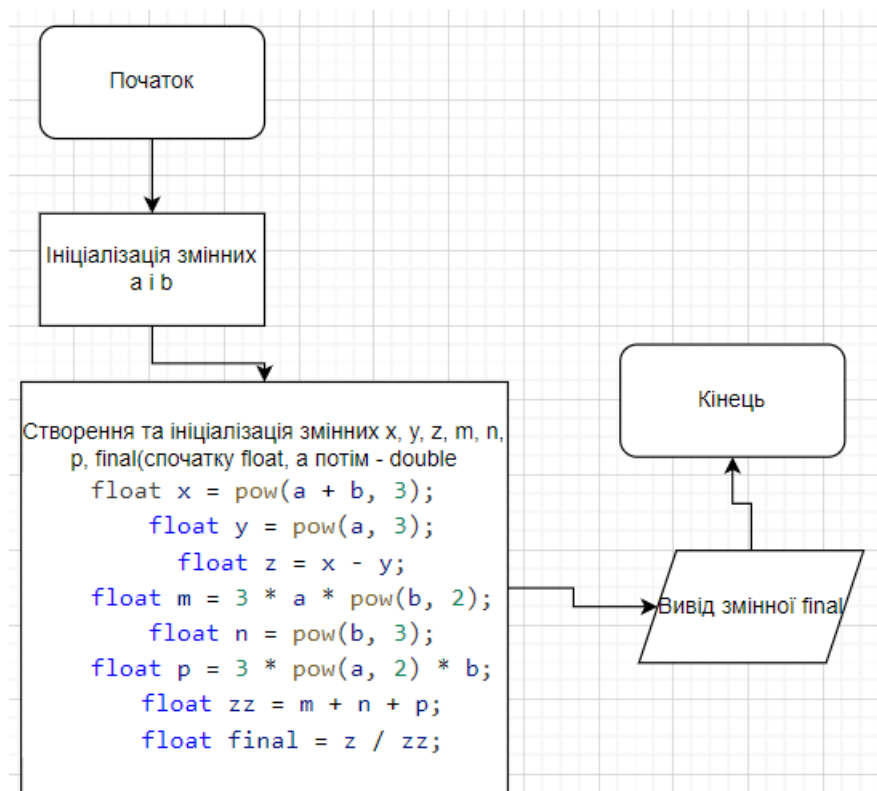 Початок
Ініціалізація змінних
a i b
Створення та ініціалізація змінних x, y, z, m, n,
p, final(спочатку float, а потім - double
float x = pow(a + b, 3);
float y = pow(a, 3);
float z = x - y;
float m = 3 * a * pow(b, 2);
float n = pow(b, 3);
float p = 3 * pow(a, 2) * b;
float zz = m + n + p;
float final = z / zz;
Вивід змінної final
Кінець